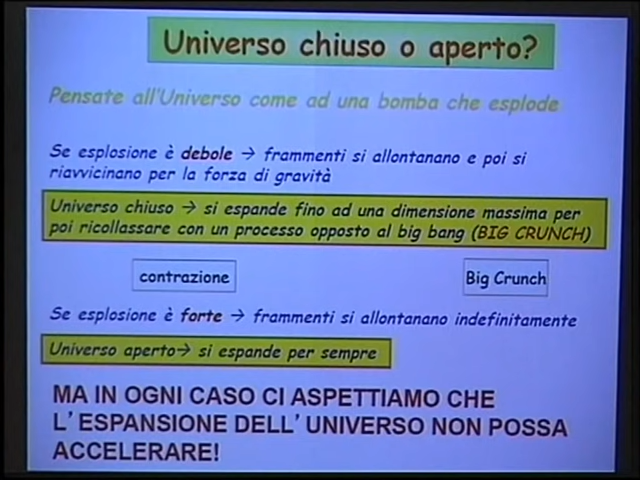 Universo chiuso o aperto?
Pensate all'Universo come ad una bomba che esplode
Se esplosione è debole → frammenti si allontanano e poi si
riavvicinano per la forza di gravità
Universo chiuso → si espande fino ad una dimensione massima per
poi ricollassare con un processo opposto al big bang (BIG CRUNCH)
contrazione
Big Crunch
Se esplosione è forte → frammenti si allontanano indefinitamente
Universo aperto→ si espande per sempre
MA IN OGNI CASO CI ASPETTIAMO CHE
L'ESPANSIONE DELL'UNIVERSO NON POSSA
ACCELERARE!